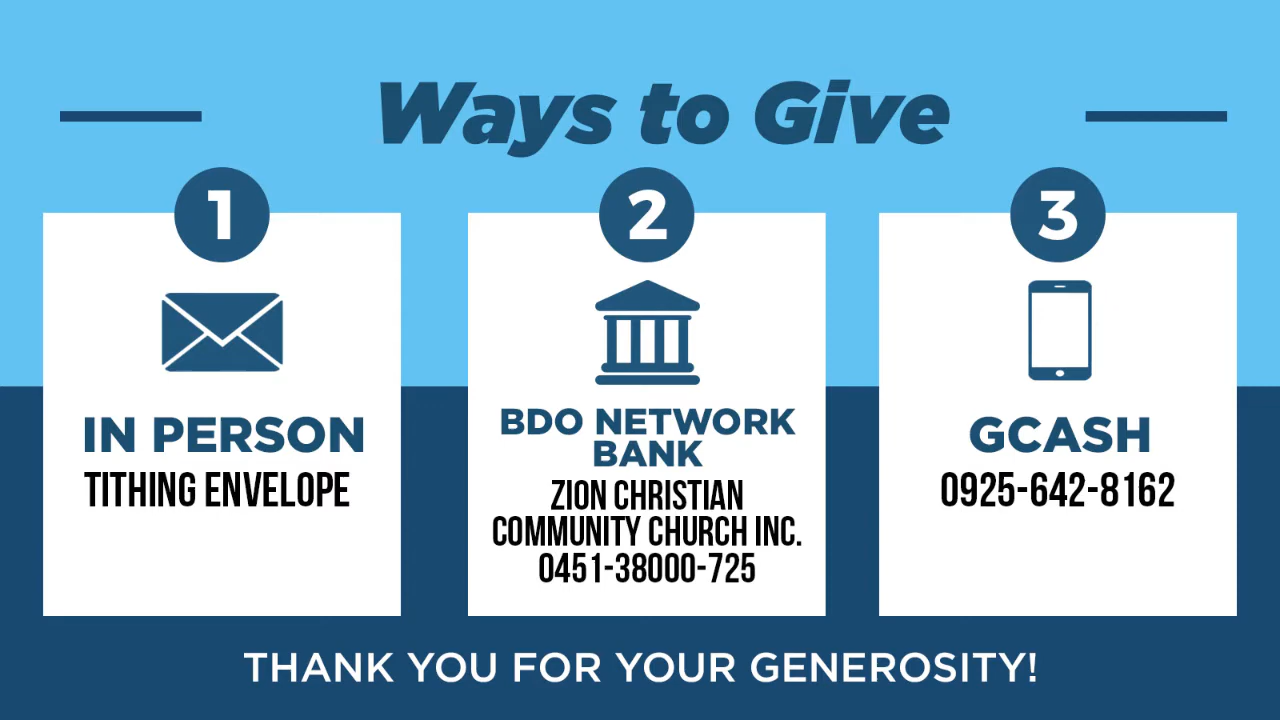 Ways to Give
1
IN PERSON
TITHING ENVELOPE
2
BDO NETWORK
BANK
ZION CHRISTIAN
COMMUNITY CHURCH INC.
0451-38000-725
3
GCASH
0925-642-8162
THANK YOU FOR YOUR GENEROSITY!